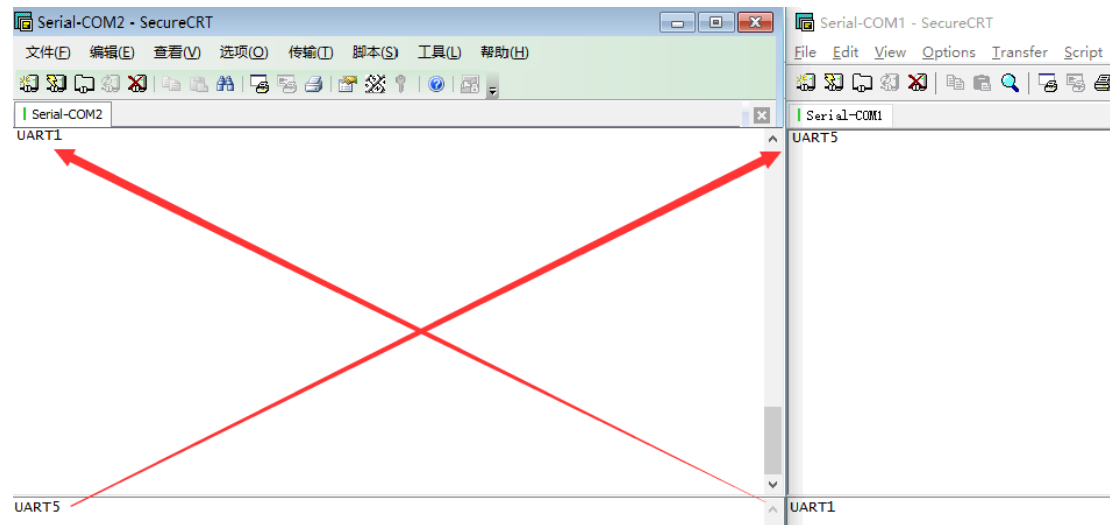 Serial-COM2 - SecureCRT
文件(F) 编辑(E) 查看(V) 选项(O) 传输(T) 脚本(S) 工具(L) 帮助(H)
Serial-COM2
UART1
UART5
Serial-COM1 - SecureCRT
File Edit View Options Transfer Script
Serial-COM1
UART5
UART1